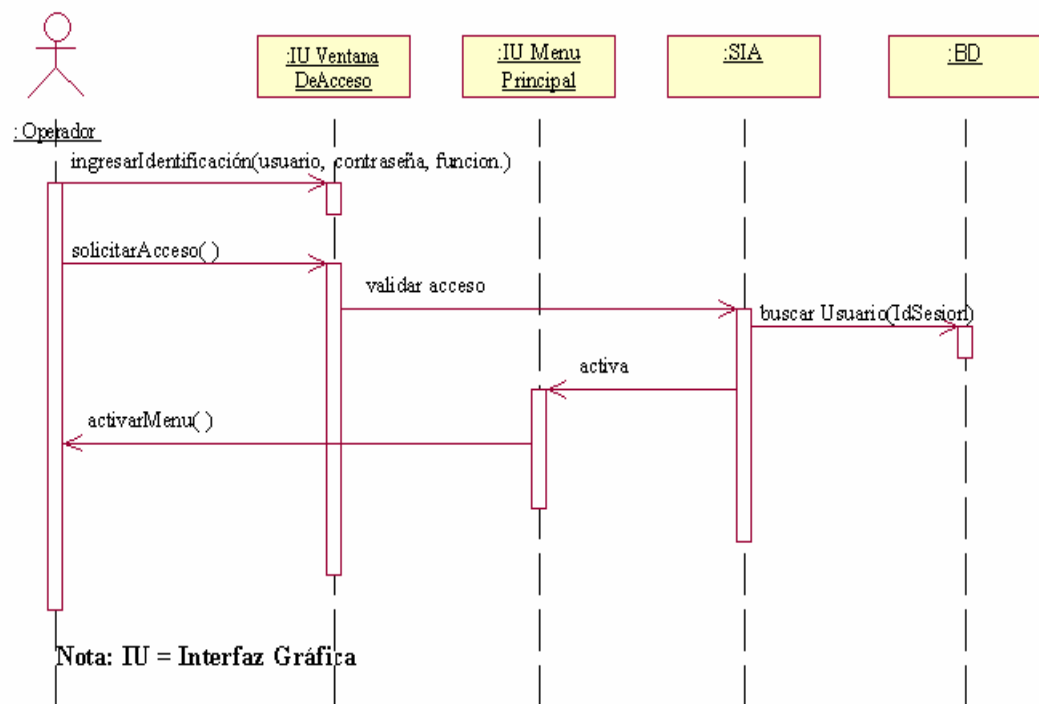 :IU Ventana
DeAcceso
:IU Menu
Principal
:SIA
:BD
: Operador
ingresarIdentificación(usuario, contraseña, funcion.)
solicitarAcceso( )
validar acceso
buscar Usuario(IdSesion)
activa
activarMenu( )
Nota: IU = Interfaz Gráfica